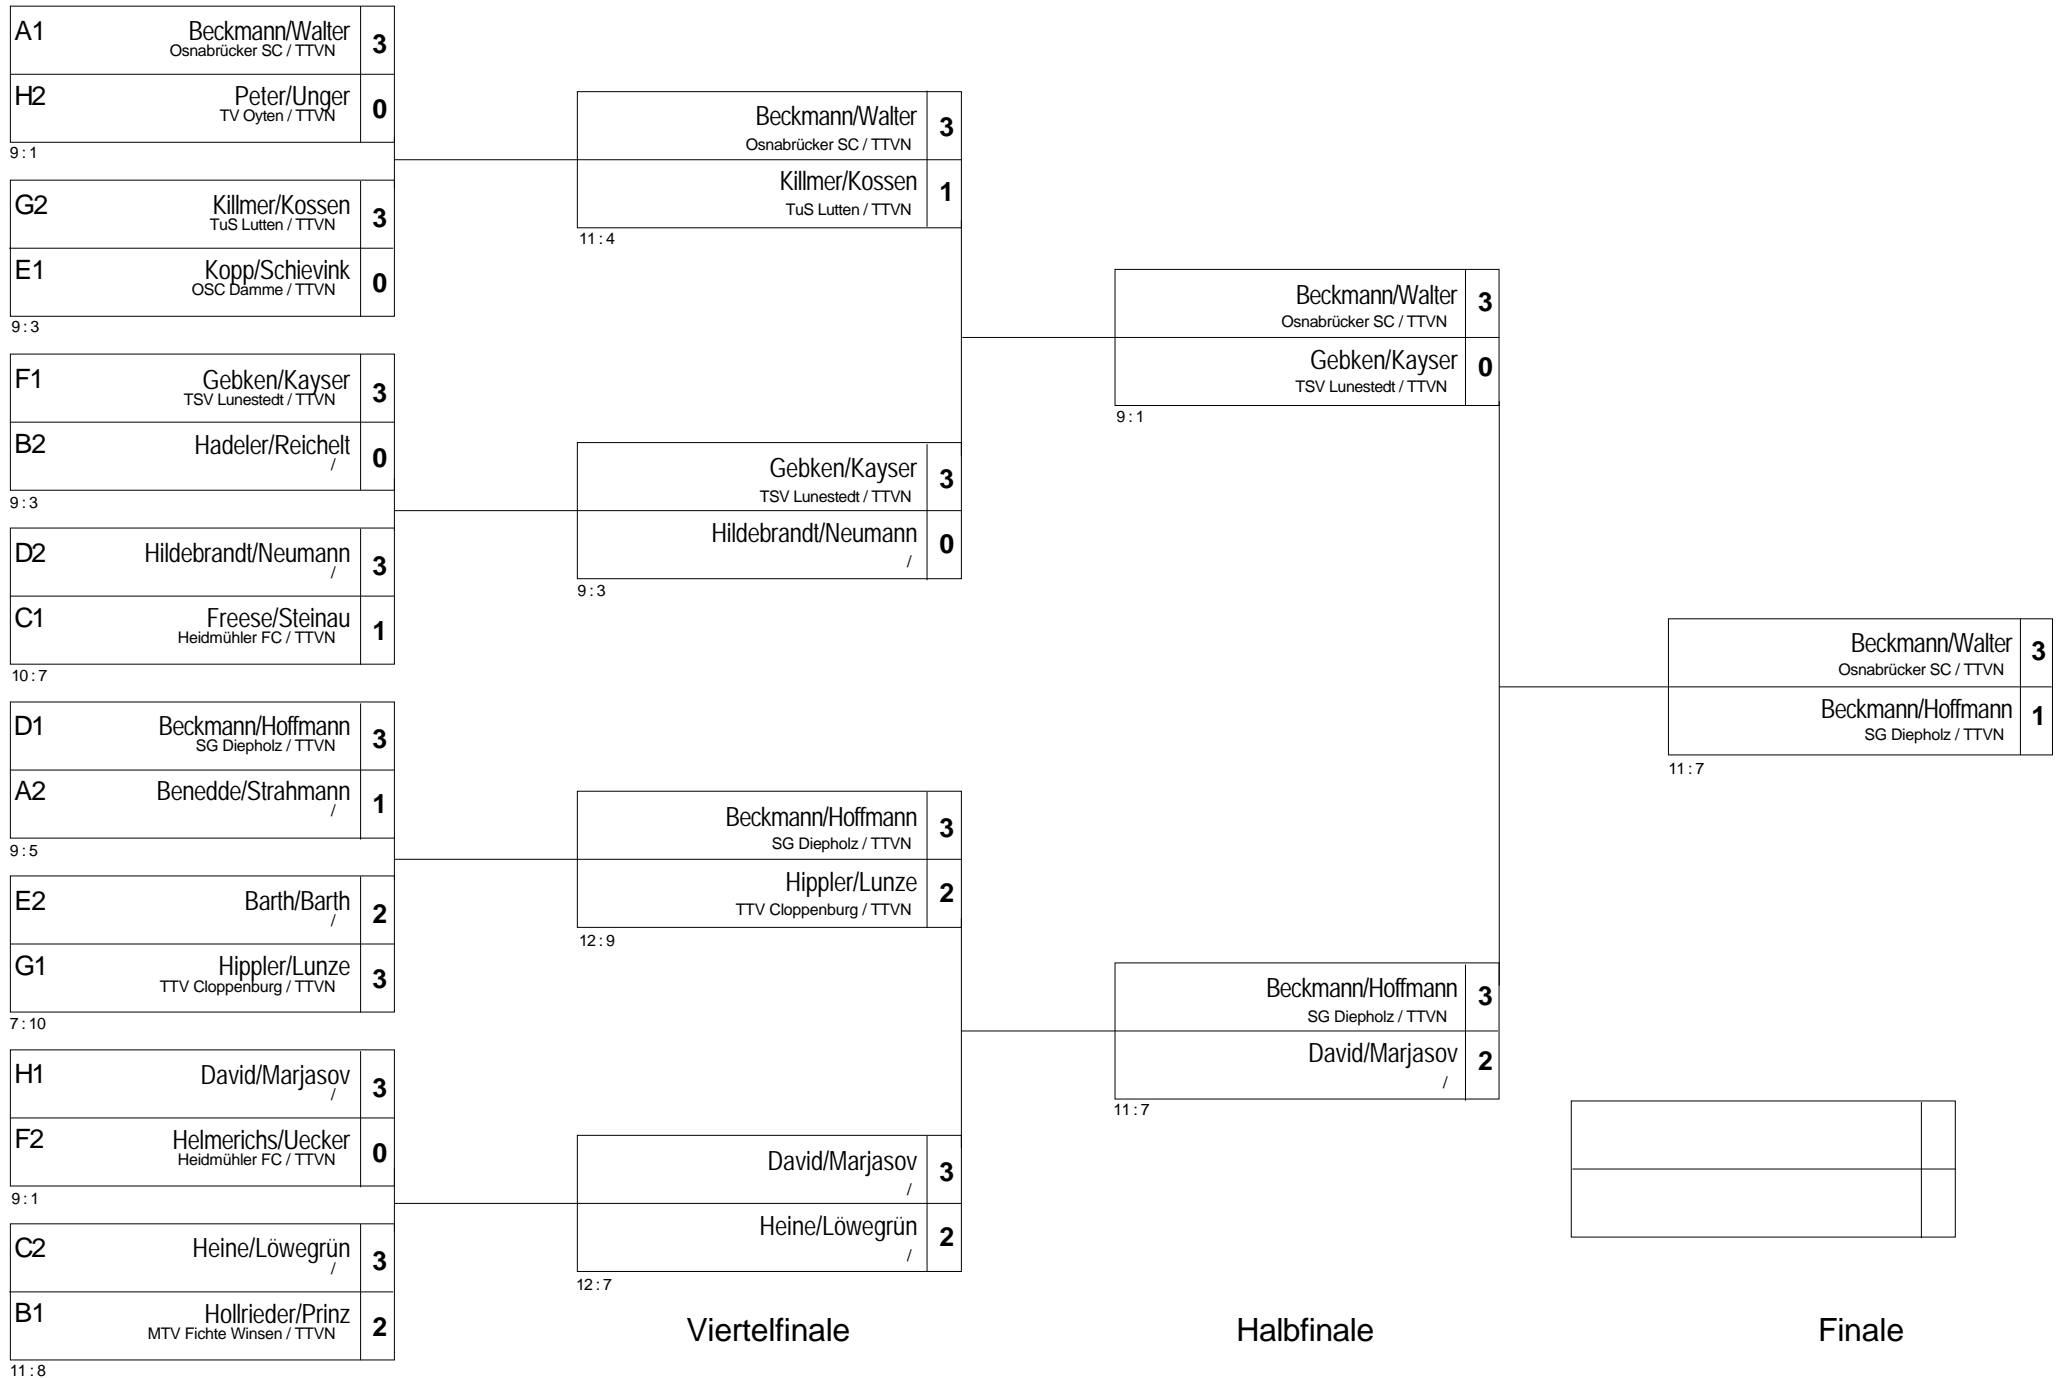 A1 Beckmann/Walter 3
Osnabrücker SC / TTVN
H2 Peter/Unger 0
TV Oyten / TTVN
9 : 1
G2 Killmer/Kossen 3
TuS Lutten / TTVN
E1 Kopp/Schievink 0
OSC Damme / TTVN
9 : 3
F1 Gebken/Kayser 3
TSV Lunestedt / TTVN
B2 Hadeler/Reichelt 0
/
9 : 3
D2 Hildebrandt/Neumann 3
/
C1 Freese/Steinau 1
Heidmühler FC / TTVN
10 : 7
D1 Beckmann/Hoffmann 3
SG Diepholz / TTVN
A2 Benedde/Strahmann 1
/
9 : 5
E2 Barth/Barth 2
/
G1 Hippler/Lunze 3
TTV Cloppenburg / TTVN
7 : 10
H1 David/Marjasov 3
/
F2 Helmerichs/Uecker 0
Heidmühler FC / TTVN
9 : 1
C2 Heine/Löwegrün 3
/
B1 Hollrieder/Prinz 2
MTV Fichte Winsen / TTVN
11 : 8
Beckmann/Walter 3
Osnabrücker SC / TTVN
Killmer/Kossen 1
TuS Lutten / TTVN
11 : 4
Gebken/Kayser 3
TSV Lunestedt / TTVN
Hildebrandt/Neumann 0
/
9 : 3
Beckmann/Hoffmann 3
SG Diepholz / TTVN
Hippler/Lunze 2
TTV Cloppenburg / TTVN
12 : 9
David/Marjasov 3
/
Heine/Löwegrün 2
/
12 : 7
Viertelfinale
Beckmann/Walter 3
Osnabrücker SC / TTVN
Gebken/Kayser 0
TSV Lunestedt / TTVN
9 : 1
Beckmann/Hoffmann 3
SG Diepholz / TTVN
David/Marjasov 2
/
11 : 7
Halbfinale
Beckmann/Walter 3
Osnabrücker SC / TTVN
Beckmann/Hoffmann 1
SG Diepholz / TTVN
11 : 7
Finale